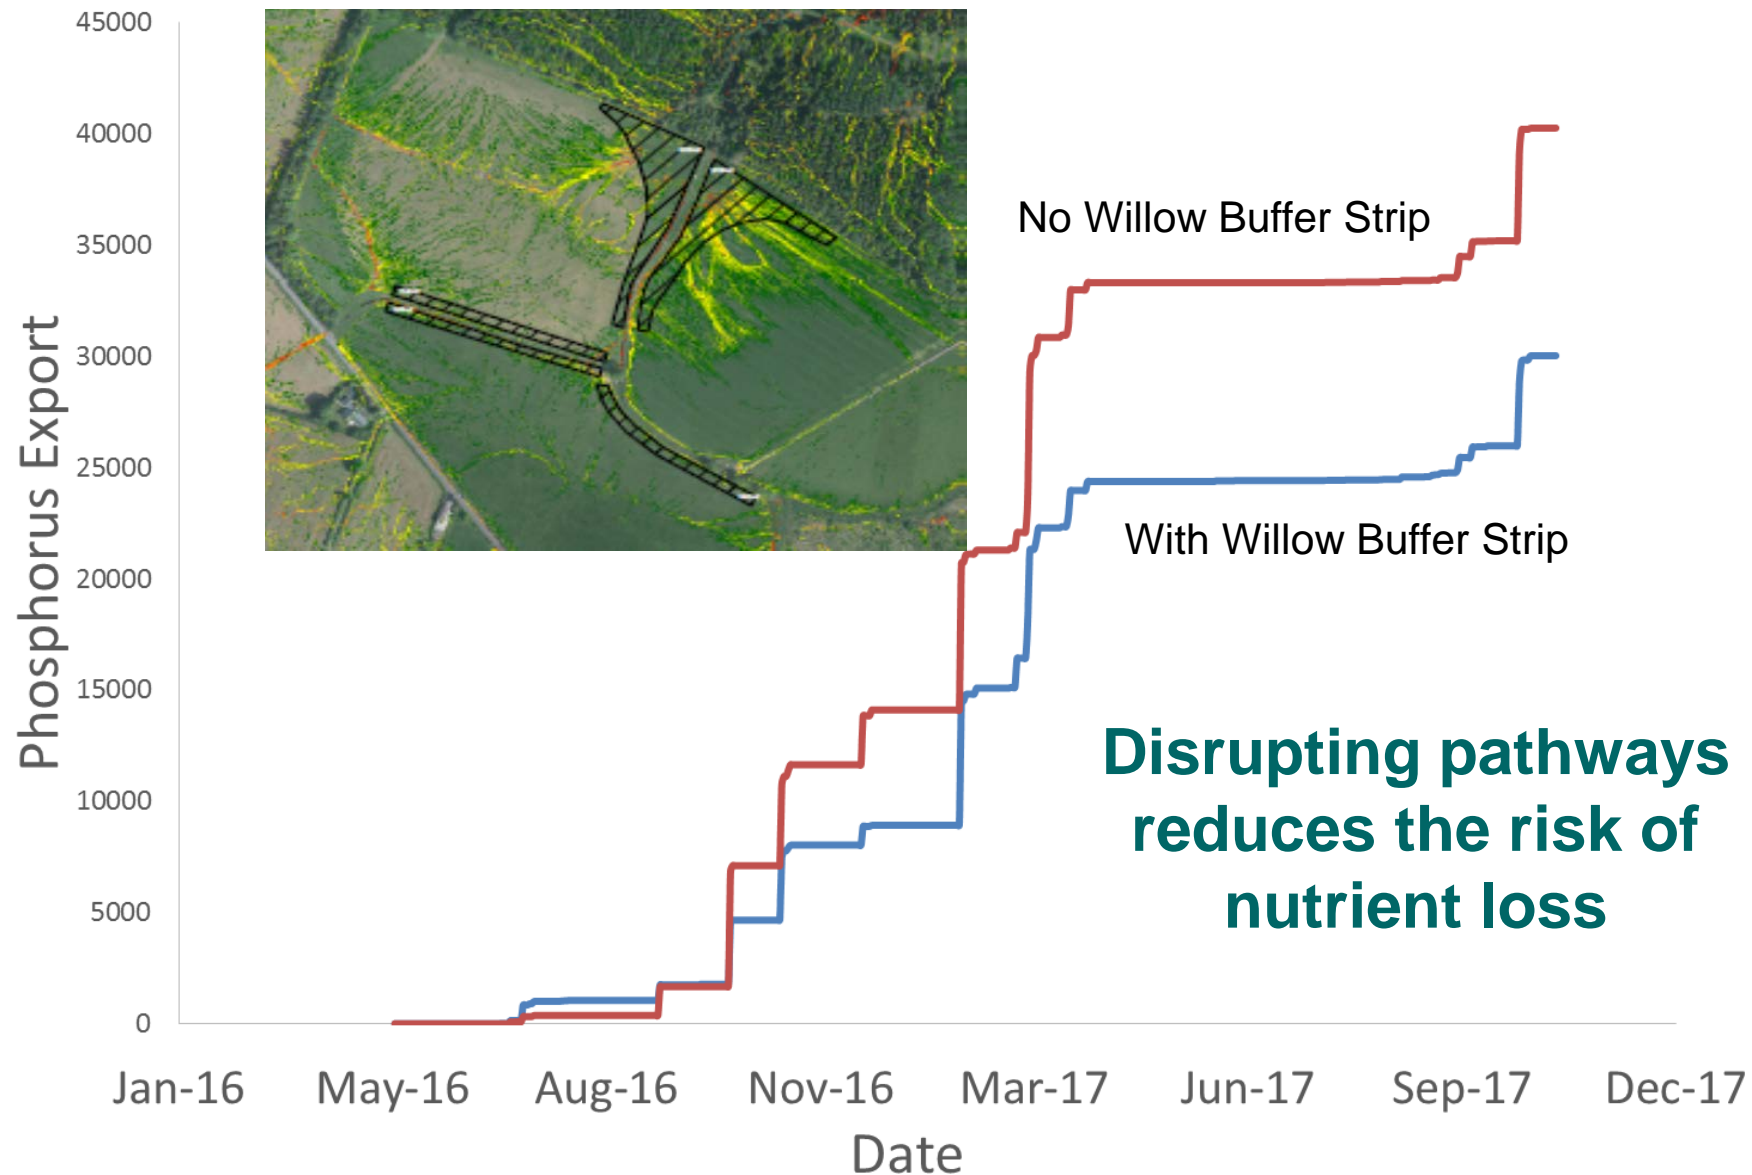 45000
40000
35000
30000
25000
20000
15000
10000
5000
0
Phosphorus Export
No Willow Buffer Strip
With Willow Buffer Strip
Disrupting pathways
reduces the risk of
nutrient loss
Jan-16 May-16 Aug-16 Nov-16 Mar-17 Jun-17 Sep-17 Dec-17
Date